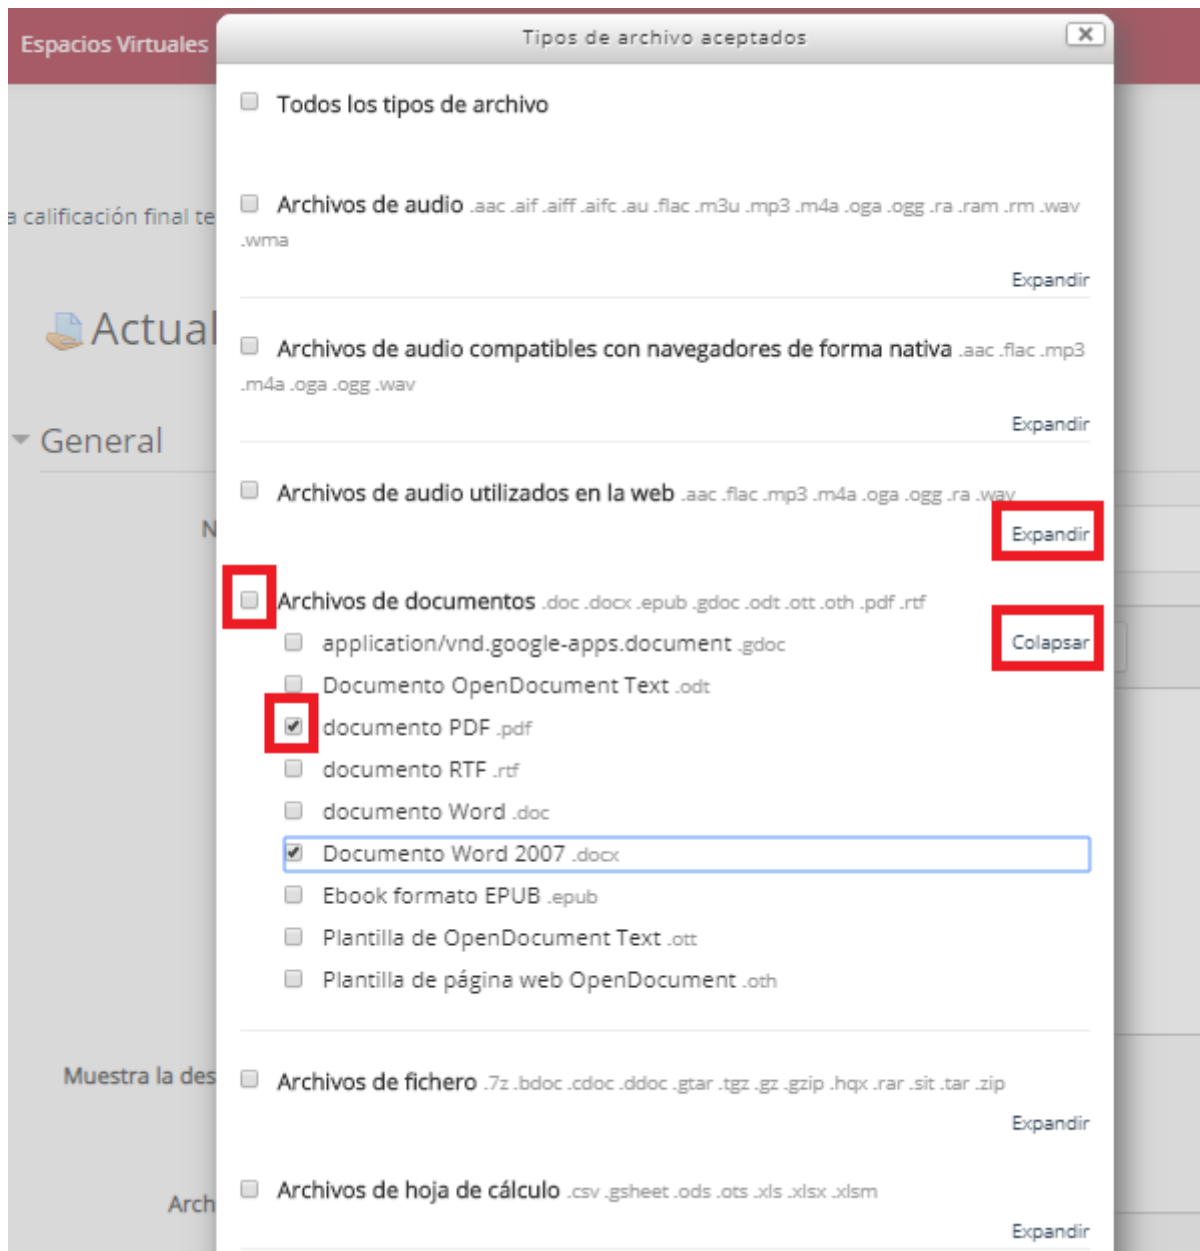 Espacios Virtuales
Tipos de archivo aceptados
Todos los tipos de archivo
a calificación final te
Archivos de audio .aac .aif .aiff .aifc .au .flac .m3u .mp3 .m4a .oga .ogg .ra .ram .rm .wav
.wma
Expandir
Actual
Archivos de audio compatibles con navegadores de forma nativa .aac .flac .mp3
.m4a .oga .ogg .wav
Expandir
General
Archivos de audio utilizados en la web .aac .flac .mp3 .m4a .oga .ogg .ra .wav
N
Expandir
Archivos de documentos .doc .docx .epub .gdoc .odt .ott .oth .pdf .rtf
application/vnd.google-apps.document .gdoc
Colapsar
Documento OpenDocument Text .odt
documento PDF .pdf
documento RTF .rtf
documento Word .doc
Documento Word 2007 .docx
Ebook formato EPUB .epub
Plantilla de OpenDocument Text .ott
Plantilla de página web OpenDocument .oth
Muestra la des
Archivos de fichero .7z .bdoc .cdoc .ddoc .gtar .tgz .gz .gzip .hqx .rar .sit .tar .zip
Expandir
Archivos de hoja de cálculo .csv .gsheet .ods .ots .xls .xlsx .xlsm
Arch
Expandir